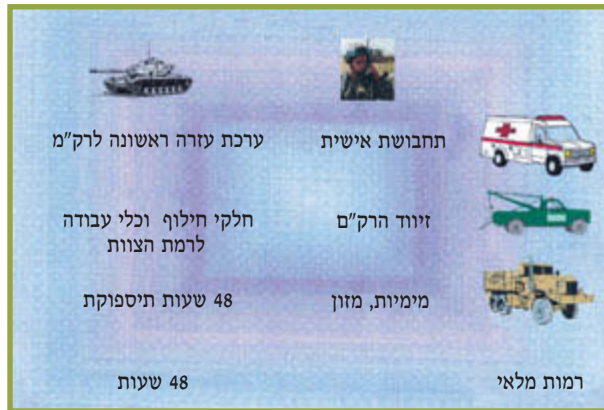 תחבושת אישית
ערכת עזרה ראשונה לרק"מ
זיווד הרק"ם
חלקי חילוף וכלי עבודה
לרמת הצוות
מימיות, מזון
48 שעות תיספוקת
רמות מלאי
48 שעות